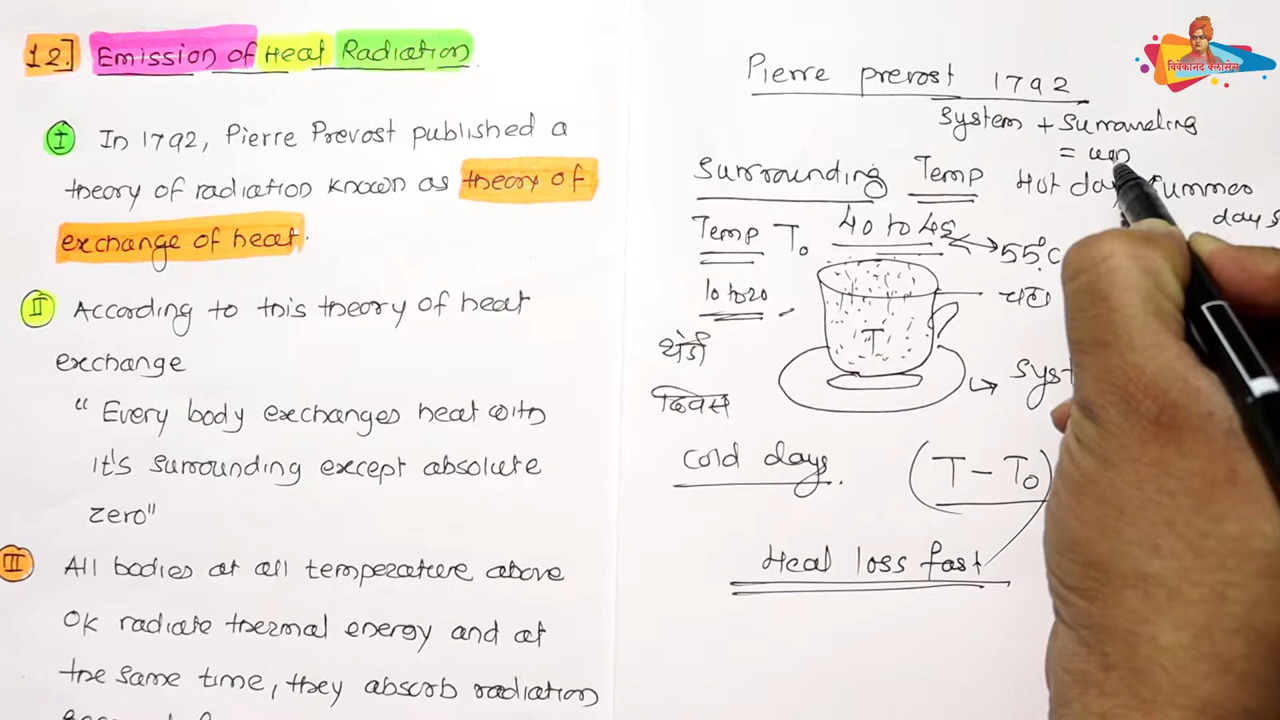 12.] Emission of Heat Radiation.
I In 1792, Pierre Prevost published a
theory of radiation known as theory of
exchange of heat.
II According to this theory of heat
exchange
" Every body exchanges heat with
it's surrounding except absolute
zero"
III All bodies at all temperature above
OK radiate thermal energy and at
the same time, they absorb radiation
Pierre prevost 1792
System + Surrounding
=
Surrounding Temp Hot day summer
days
Temp T₀ 40 to 45 55°C
10 to 20
T
थंडी
दिवस
Syst
cold days.
(T - T₀)
Heat loss fast
विवेकानंद क्लासेस